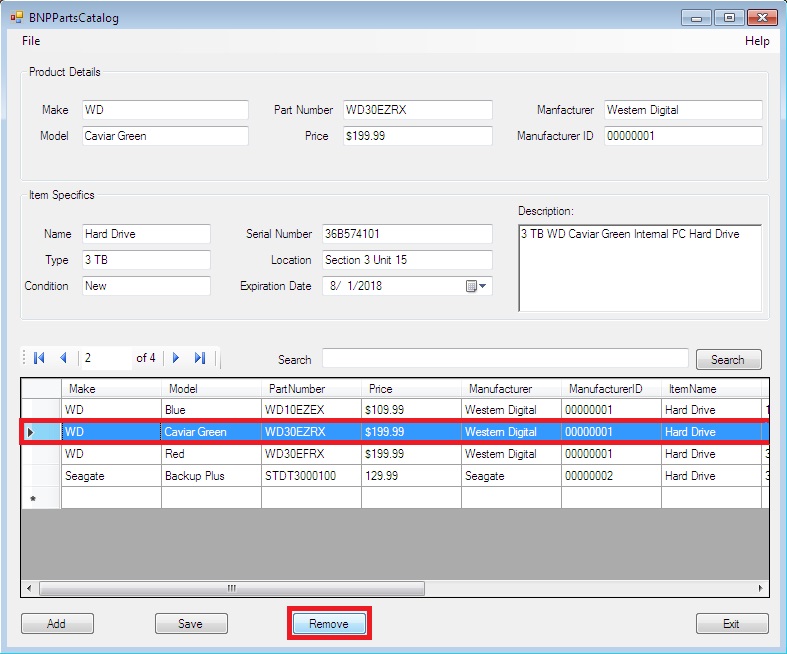 BNPPartsCatalog
File Help
Product Details
Make WD Part Number WD30EZRX Manfacturer Western Digital
Model Caviar Green Price $199.99 Manufacturer ID 00000001
Item Specifics
Description:
Name Hard Drive Serial Number 36B574101 3 TB WD Caviar Green Internal PC Hard Drive
Type 3 TB Location Section 3 Unit 15
Condition New Expiration Date 8/ 1/2018
2 of 4 Search Search
Make Model PartNumber Price Manufacturer ManufacturerID ItemName
WD Blue WD10EZEX $109.99 Western Digital 00000001 Hard Drive 1
WD Caviar Green WD30EZRX $199.99 Western Digital 00000001 Hard Drive
WD Red WD30EFRX $199.99 Western Digital 00000001 Hard Drive 3
Seagate Backup Plus STDT3000100 129.99 Seagate 00000002 Hard Drive 3
Add Save Remove Exit